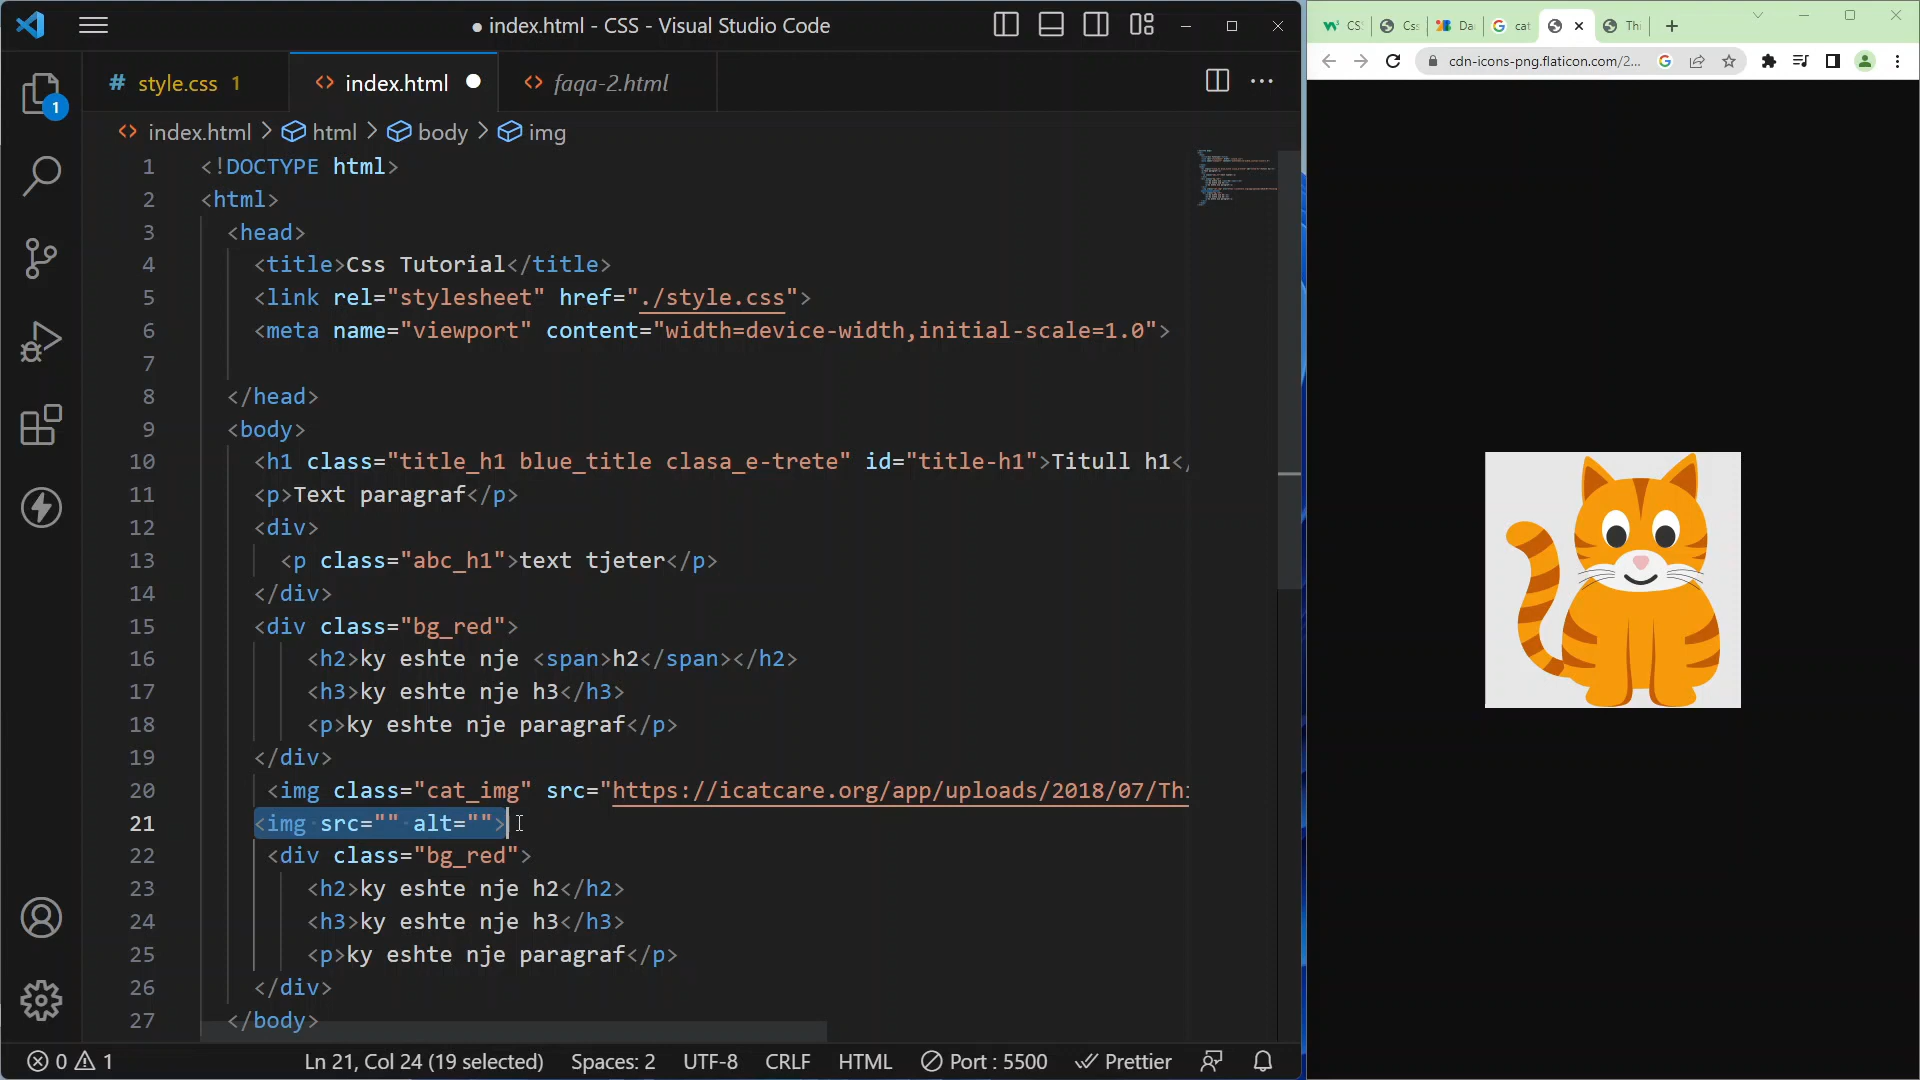 ● index.html - CSS - Visual Studio Code
# style.css 1
<> index.html ●
<> faqa-2.html
1
<> index.html > html > body > img
1 <!DOCTYPE html>
2 <html>
3 <head>
4 <title>Css Tutorial</title>
5 <link rel="stylesheet" href="./style.css">
6 <meta name="viewport" content="width=device-width,initial-scale=1.0">
7
8 </head>
9 <body>
10 <h1 class="title_h1 blue_title clasa_e-trete" id="title-h1">Titull h1</
11 <p>Text paragraf</p>
12 <div>
13 <p class="abc_h1">text tjeter</p>
14 </div>
15 <div class="bg_red">
16 <h2>ky eshte nje <span>h2</span></h2>
17 <h3>ky eshte nje h3</h3>
18 <p>ky eshte nje paragraf</p>
19 </div>
20 <img class="cat_img" src="https://icatcare.org/app/uploads/2018/07/Thi
21 <img src="" alt="">
22 <div class="bg_red">
23 <h2>ky eshte nje h2</h2>
24 <h3>ky eshte nje h3</h3>
25 <p>ky eshte nje paragraf</p>
26 </div>
27 </body>
0 1 Ln 21, Col 24 (19 selected) Spaces: 2 UTF-8 CRLF HTML Port : 5500 Prettier
CS Css Da cat Thi
cdn-icons-png.flaticon.com/2...